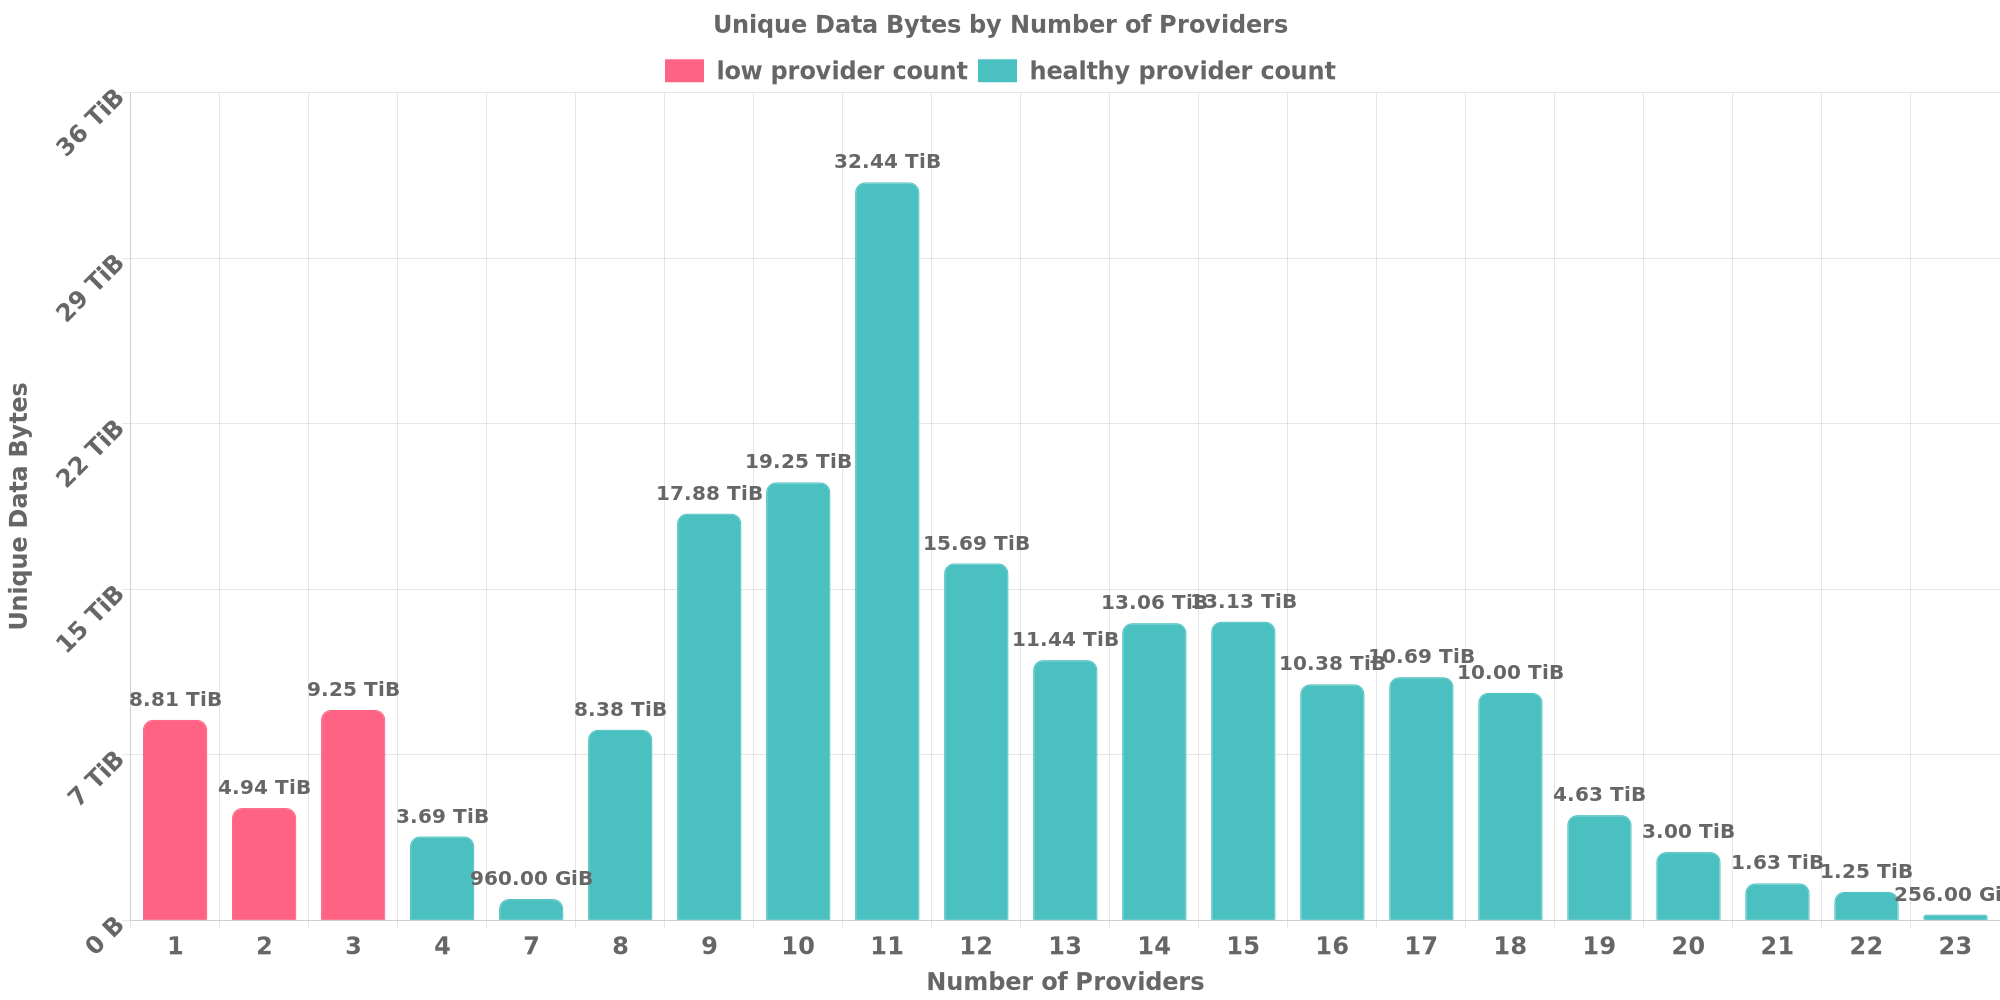 Unique Data Bytes by Number of Providers
low provider count healthy provider count
36 TiB
29 TiB
22 TiB
15 TiB
7 TiB
0 B
Unique Data Bytes
8.81 TiB
4.94 TiB
9.25 TiB
3.69 TiB
960.00 GiB
8.38 TiB
17.88 TiB
19.25 TiB
32.44 TiB
15.69 TiB
11.44 TiB
13.06 TiB
13.13 TiB
10.38 TiB
10.69 TiB
10.00 TiB
4.63 TiB
3.00 TiB
1.63 TiB
1.25 TiB
256.00 Gi
1 2 3 4 7 8 9 10 11 12 13 14 15 16 17 18 19 20 21 22 23
Number of Providers